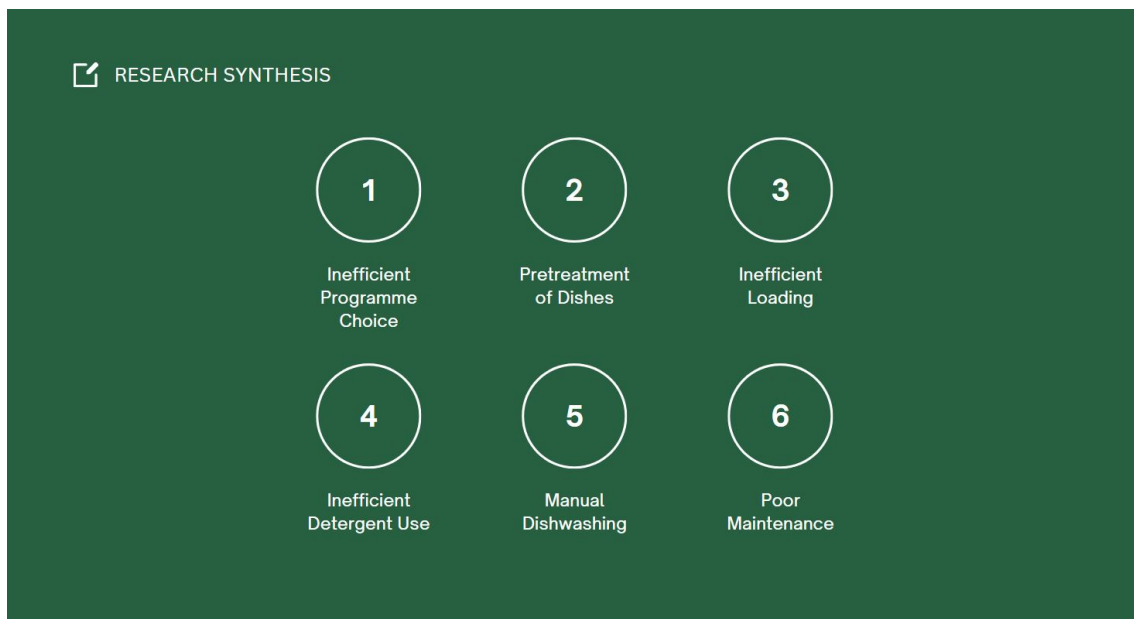 RESEARCH SYNTHESIS
1
2
3
Inefficient
Programme
Choice
Pretreatment
of Dishes
Inefficient
Loading
4
5
6
Inefficient
Detergent Use
Manual
Dishwashing
Poor
Maintenance